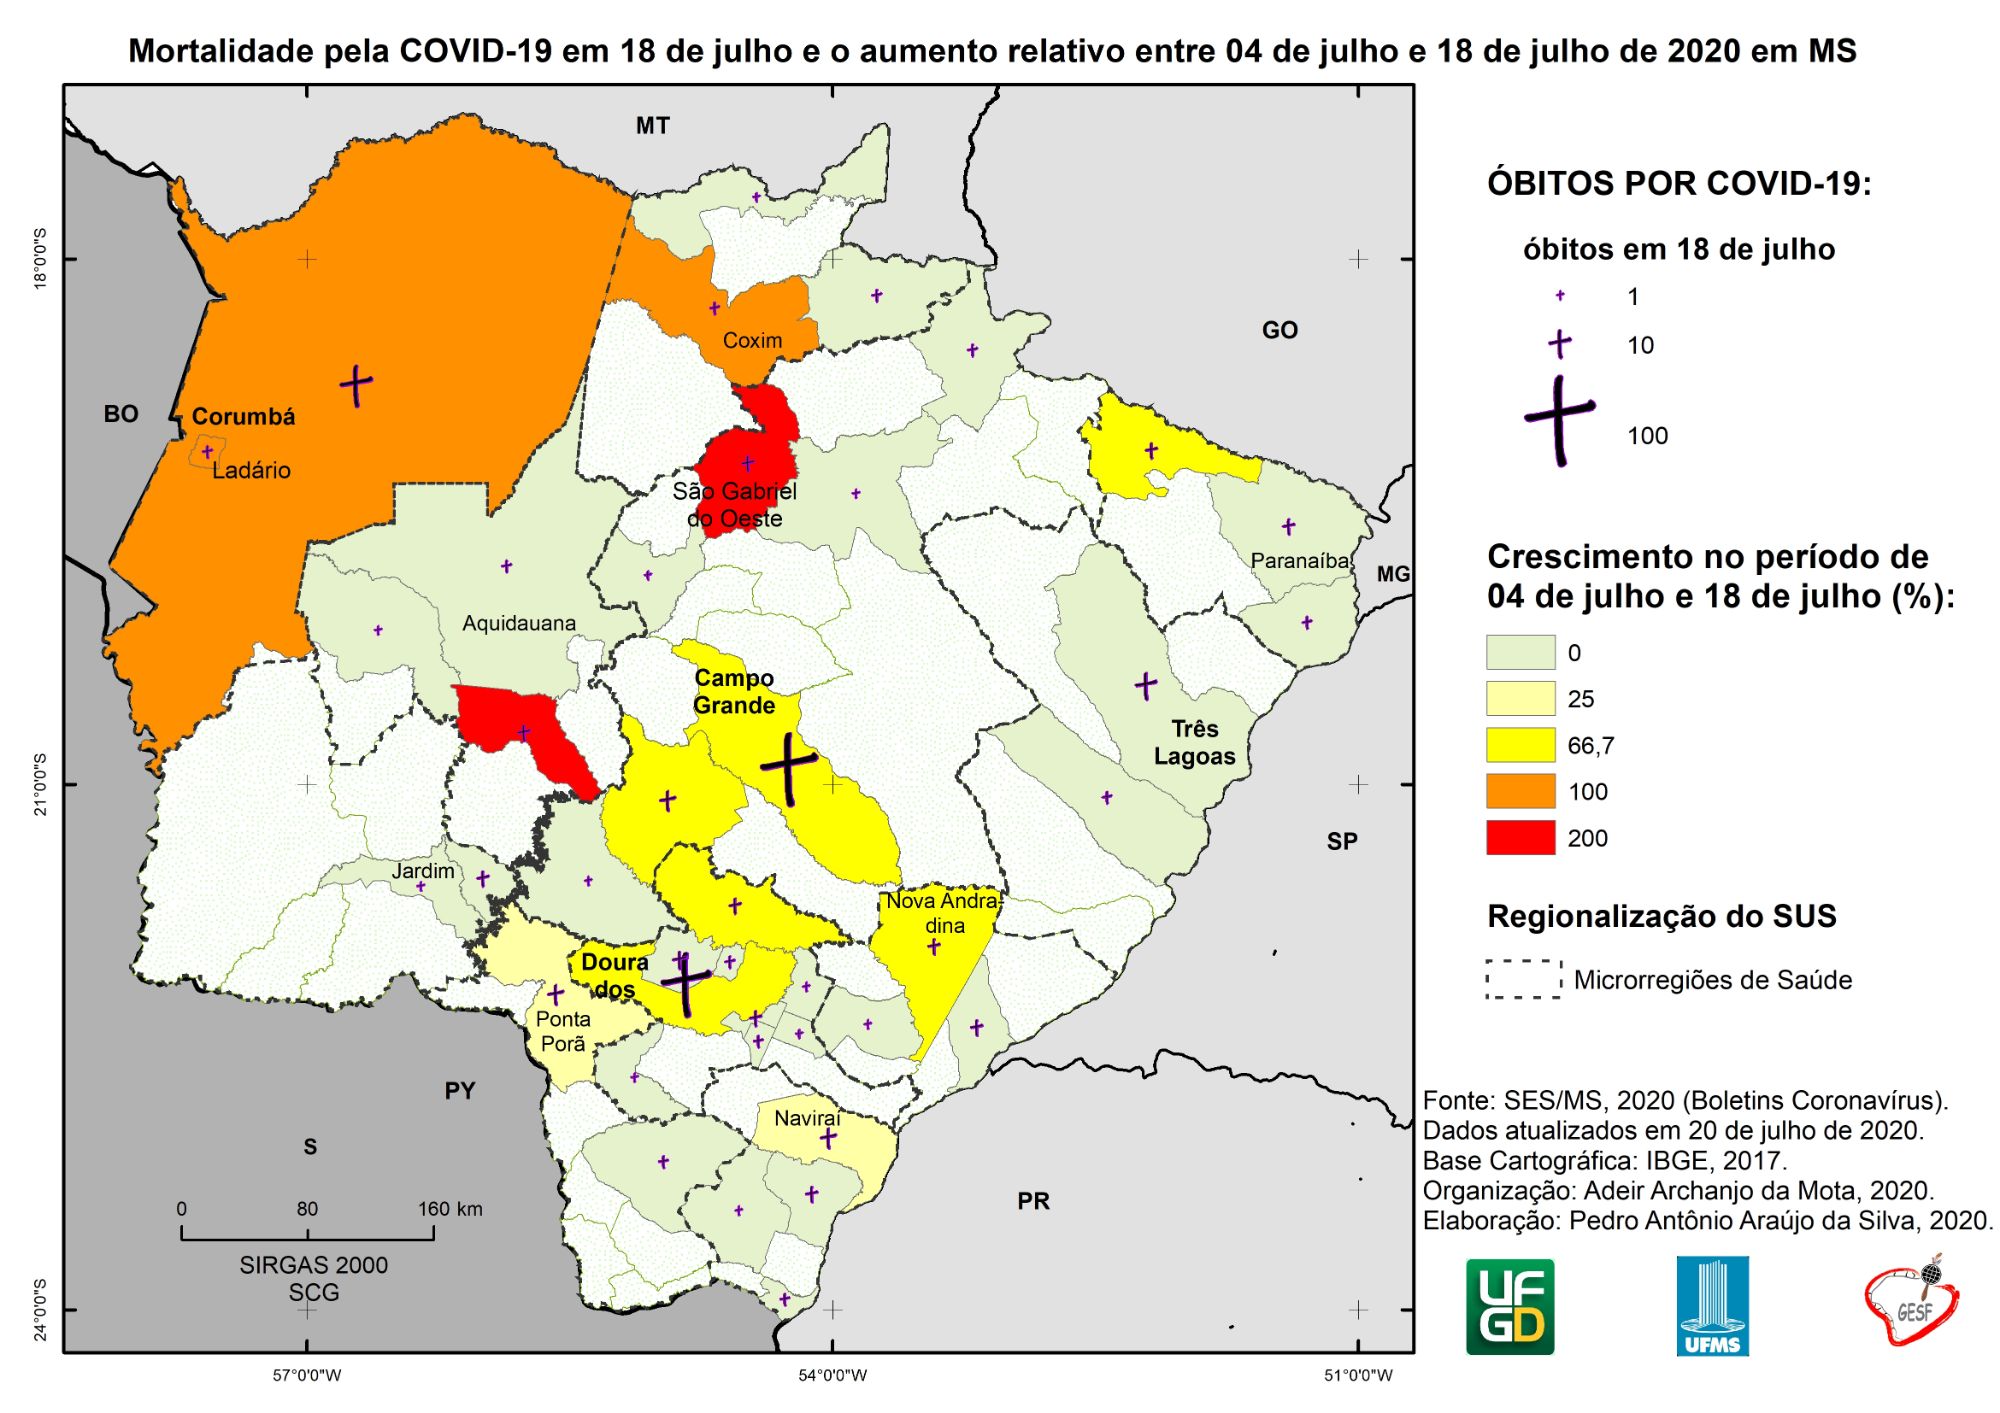 Mortalidade pela COVID-19 em 18 de julho e o aumento relativo entre 04 de julho e 18 de julho de 2020 em MS
MT
GO
BO
MG
SP
PY
S
PR
18°0'0"S
21°0'0"S
24°0'0"S
57°0'0"W
54°0'0"W
51°0'0"W
Coxim
Corumbá
Ladário
São Gabriel
do Oeste
Paranaíba
Aquidauana
Campo
Grande
Três
Lagoas
Jardim
Nova Andra-
dina
Doura
dos
Ponta
Porã
Naviraí
0 80 160 km
SIRGAS 2000
SCG
ÓBITOS POR COVID-19:
óbitos em 18 de julho
1
10
100
Crescimento no período de
04 de julho e 18 de julho (%):
0
25
66,7
100
200
Regionalização do SUS
Microrregiões de Saúde
Fonte: SES/MS, 2020 (Boletins Coronavírus).
Dados atualizados em 20 de julho de 2020.
Base Cartográfica: IBGE, 2017.
Organização: Adeir Archanjo da Mota, 2020.
Elaboração: Pedro Antônio Araújo da Silva, 2020.
UF
GD
UFMS
GESF